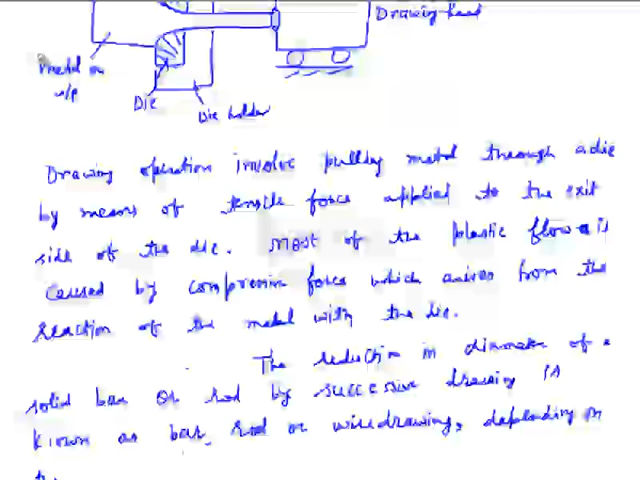 Drawing head
metal or
w/p
Die
Die holder
Drawing operation involve pulling metal through a die
by means of tensile force applied to the exit
side of the die. Most of the plastic flow is
caused by compressive force which arises from the
reaction of the metal with the die.
The reduction in diameter of a
solid bar or rod by successive drawing is
known as bar, rod or wiredrawing, depending on